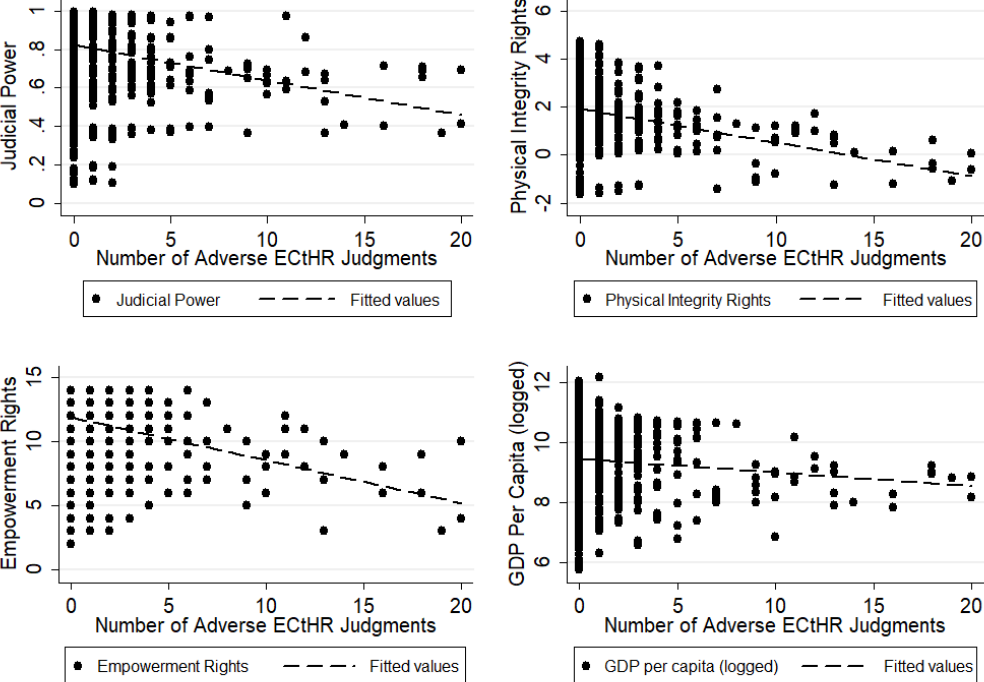 Judicial Power
1
.8
.6
.4
.2
0
0 5 10 15 20
Number of Adverse ECtHR Judgments
Judicial Power Fitted values
Physical Integrity Rights
6
4
2
0
-2
0 5 10 15 20
Number of Adverse ECtHR Judgments
Physical Integrity Rights Fitted values
Empowerment Rights
15
10
5
0
0 5 10 15 20
Number of Adverse ECtHR Judgments
Empowerment Rights Fitted values
GDP Per Capita (logged)
12
10
8
6
0 5 10 15 20
Number of Adverse ECtHR Judgments
GDP per capita (logged) Fitted values